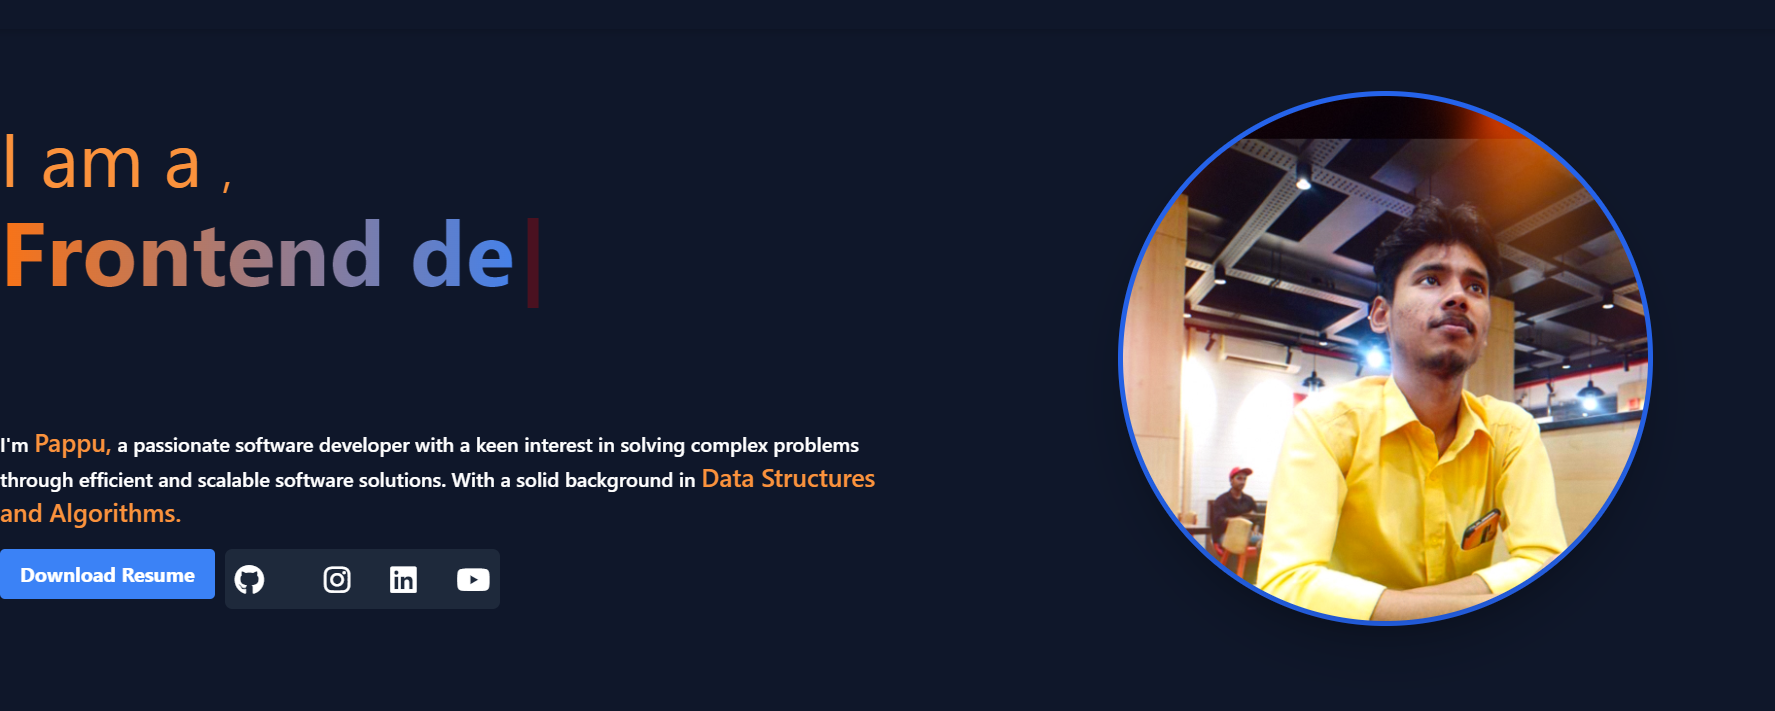 I am a ,
Frontend de
I'm Pappu, a passionate software developer with a keen interest in solving complex problems
through efficient and scalable software solutions. With a solid background in Data Structures
and Algorithms.
Download Resume
in